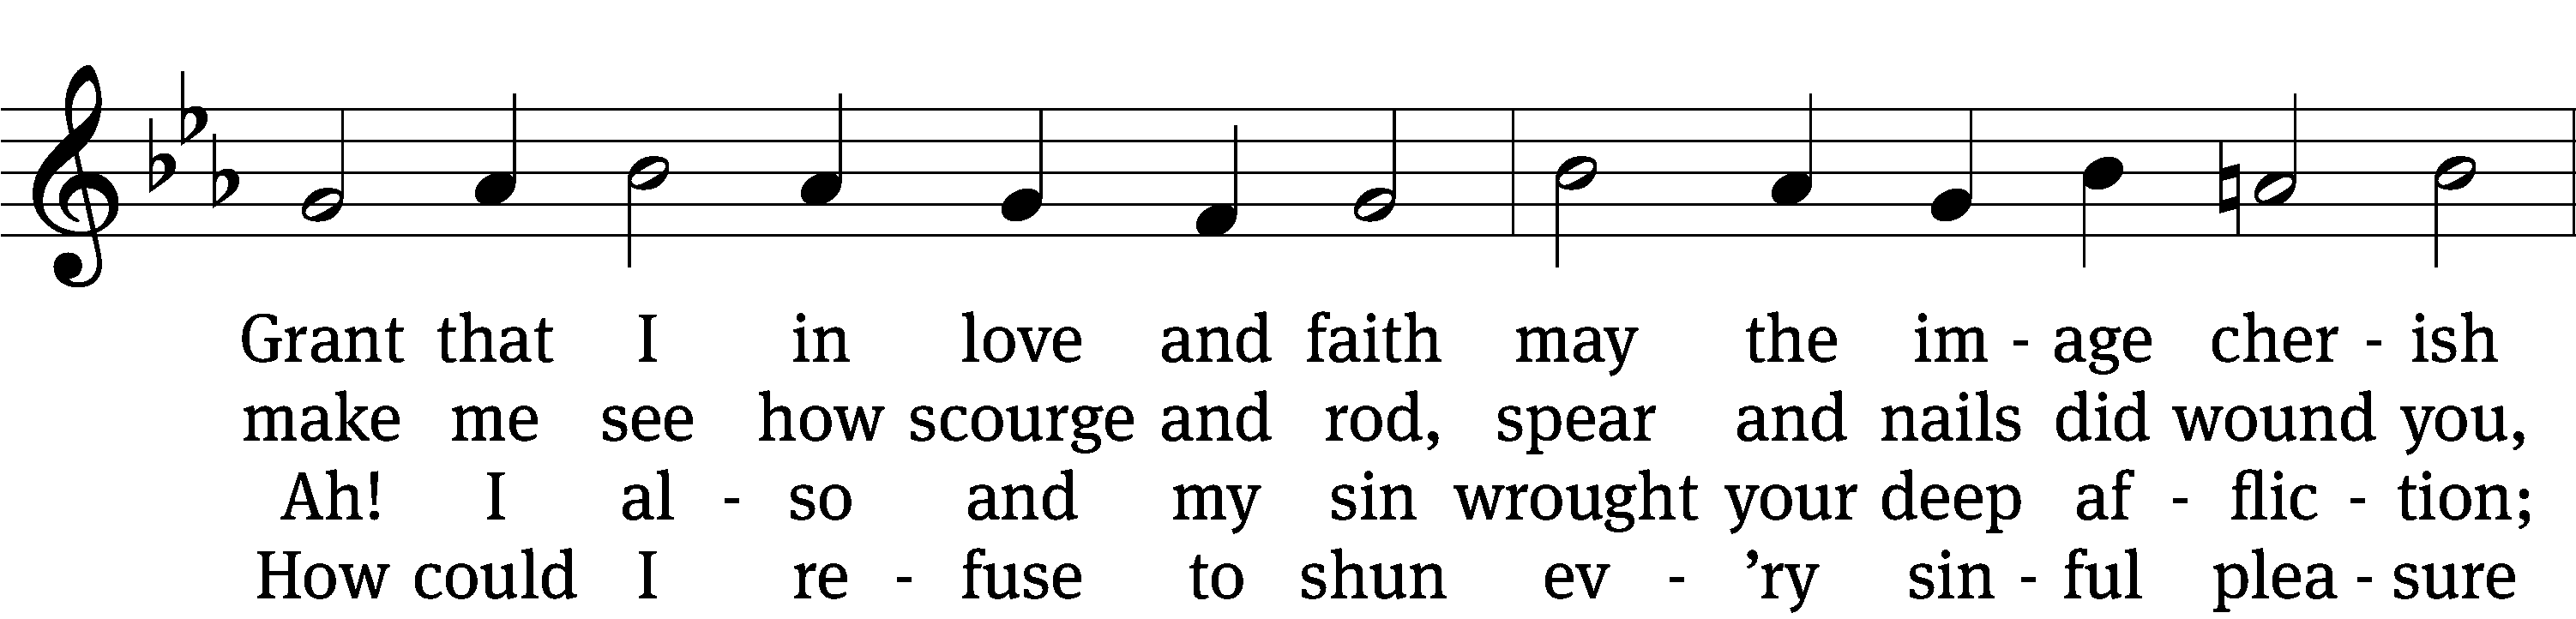 Grant that I in love and faith may the im - age cher - ish
make me see how scourge and rod, spear and nails did wound you,
Ah! I al - so and my sin wrought your deep af - flic - tion;
How could I re - fuse to shun ev - ’ry sin - ful plea - sure